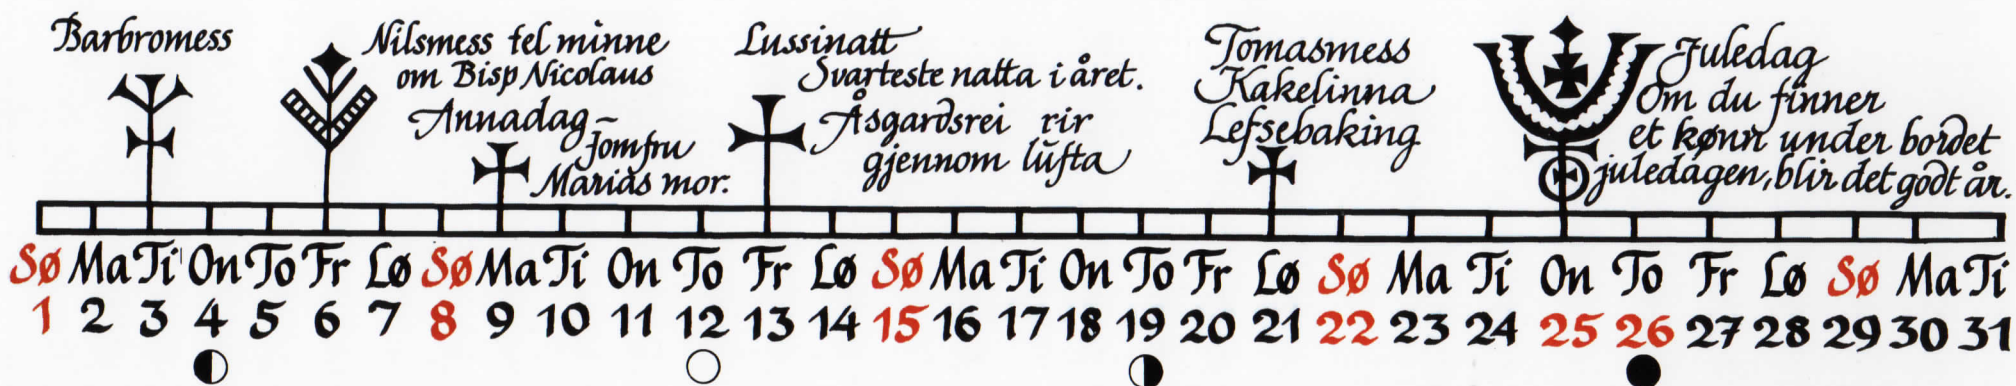 Barbromess
Nilsmess tel minne
om Bisp Nicolaus
Annadag ~
Jomfru
Marias mor.
Lussinatt
Svarteste natta i året.
Åsgardsrei rir
gjennom lufta
Tomasmess
Kakelinna
Lefsebaking
Juledag
Om du finner
et kønn under bordet
juledagen, blir det godt år.
Sø Ma Ti On To Fr Lø Sø Ma Ti On To Fr Lø Sø Ma Ti On To Fr Lø Sø Ma Ti On To Fr Lø Sø Ma Ti
1 2 3 4 5 6 7 8 9 10 11 12 13 14 15 16 17 18 19 20 21 22 23 24 25 26 27 28 29 30 31